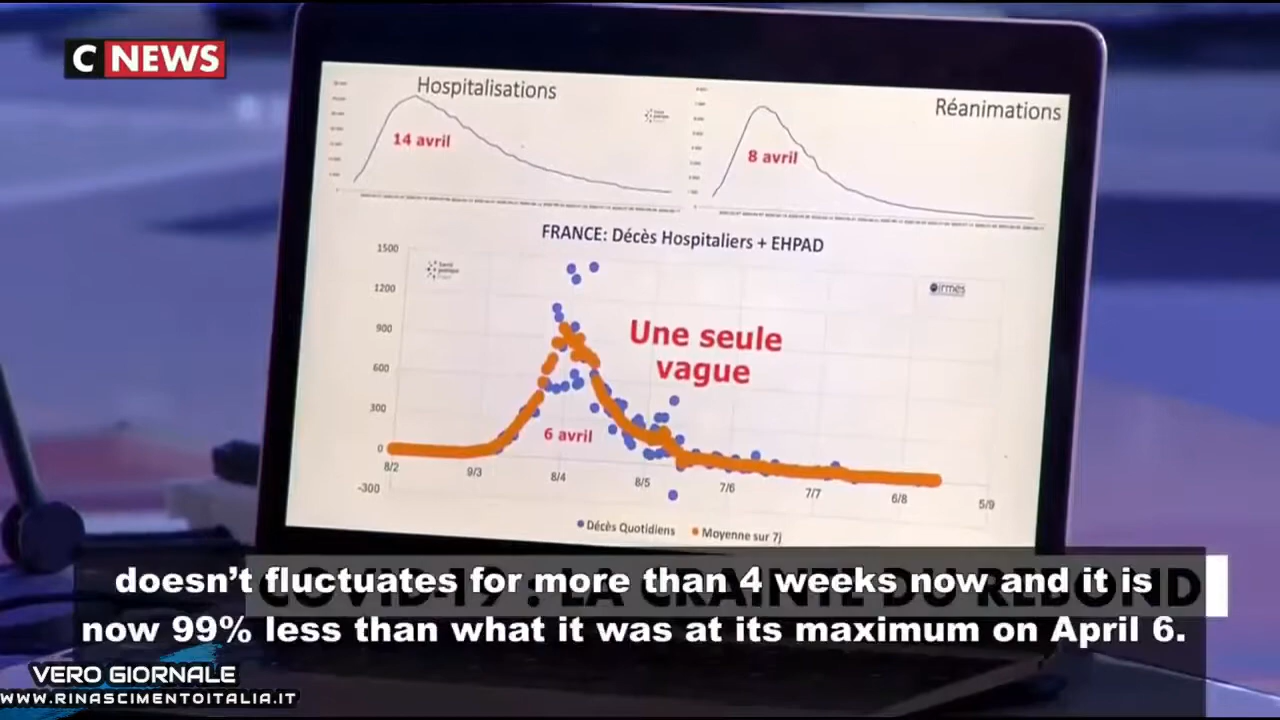 C NEWS
Hospitalisations
14 avril
Réanimations
8 avril
FRANCE: Décès Hospitaliers + EHPAD
1500
1200
900
600
300
0
-300
Une seule
vague
6 avril
8/2
9/3
8/4
8/5
7/6
7/7
6/8
5/9
irmes
Décès Quotidiens
Moyenne sur 7j
COVID-19 : LA CRAINTE DU REBOND
doesn't fluctuates for more than 4 weeks now and it is
now 99% less than what it was at its maximum on April 6.
VERO GIORNALE
WWW.RINASCIMENTOITALIA.IT